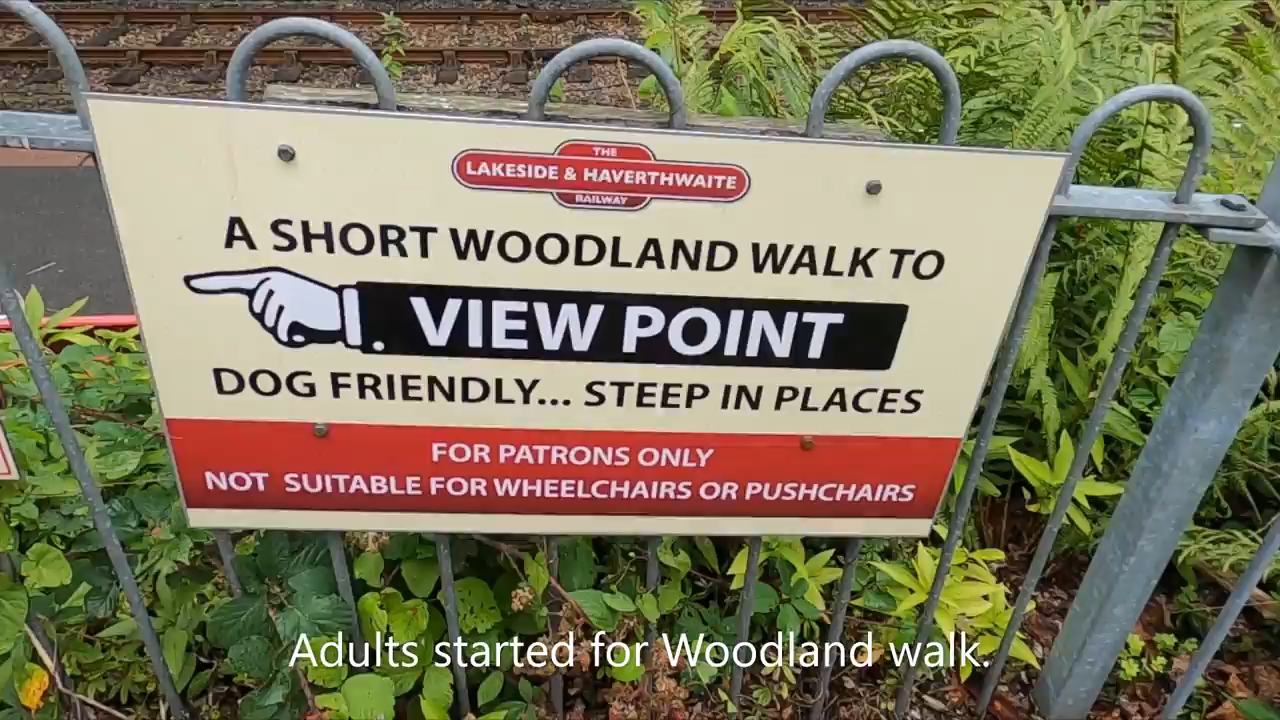 THE
LAKESIDE & HAVERTHWAITE
RAILWAY
A SHORT WOODLAND WALK TO
VIEW POINT
DOG FRIENDLY... STEEP IN PLACES
FOR PATRONS ONLY
NOT SUITABLE FOR WHEELCHAIRS OR PUSHCHAIRS
Adults started for Woodland walk.